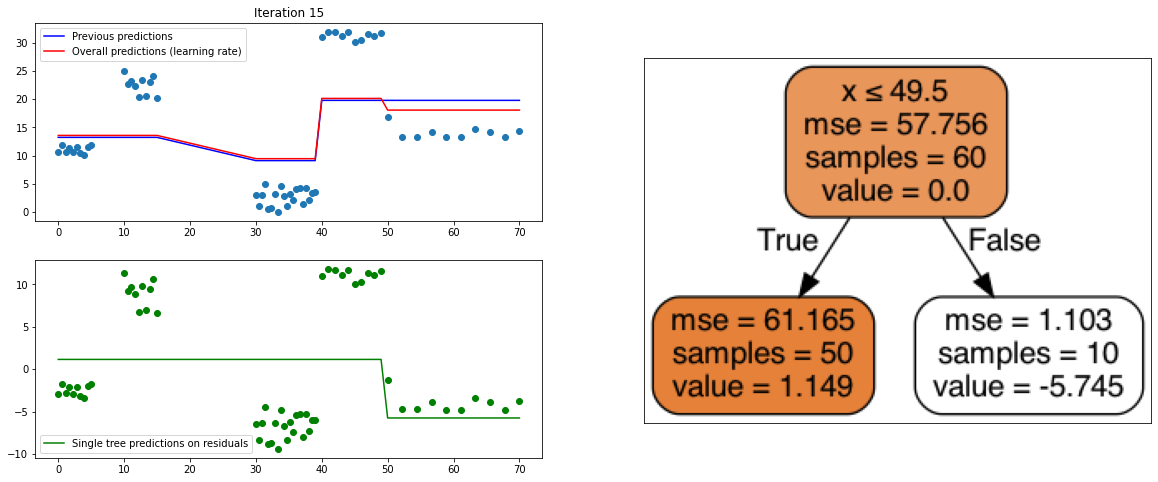 Iteration 15
Previous predictions
Overall predictions (learning rate)
30
25
20
15
10
5
0
0 10 20 30 40 50 60 70
10
5
0
−5
−10
Single tree predictions on residuals
0 10 20 30 40 50 60 70
x ≤ 49.5
mse = 57.756
samples = 60
value = 0.0
True False
mse = 61.165
samples = 50
value = 1.149
mse = 1.103
samples = 10
value = -5.745